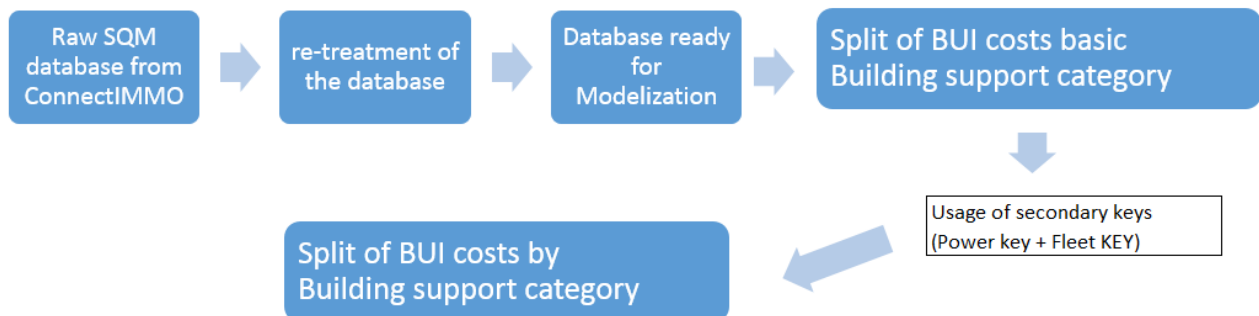 Raw SQM
database from
ConnectIMMO
re-treatment of
the database
Database ready
for
Modelization
Split of BUI costs basic
Building support category
Usage of secondary keys
(Power key + Fleet KEY)
Split of BUI costs by
Building support category